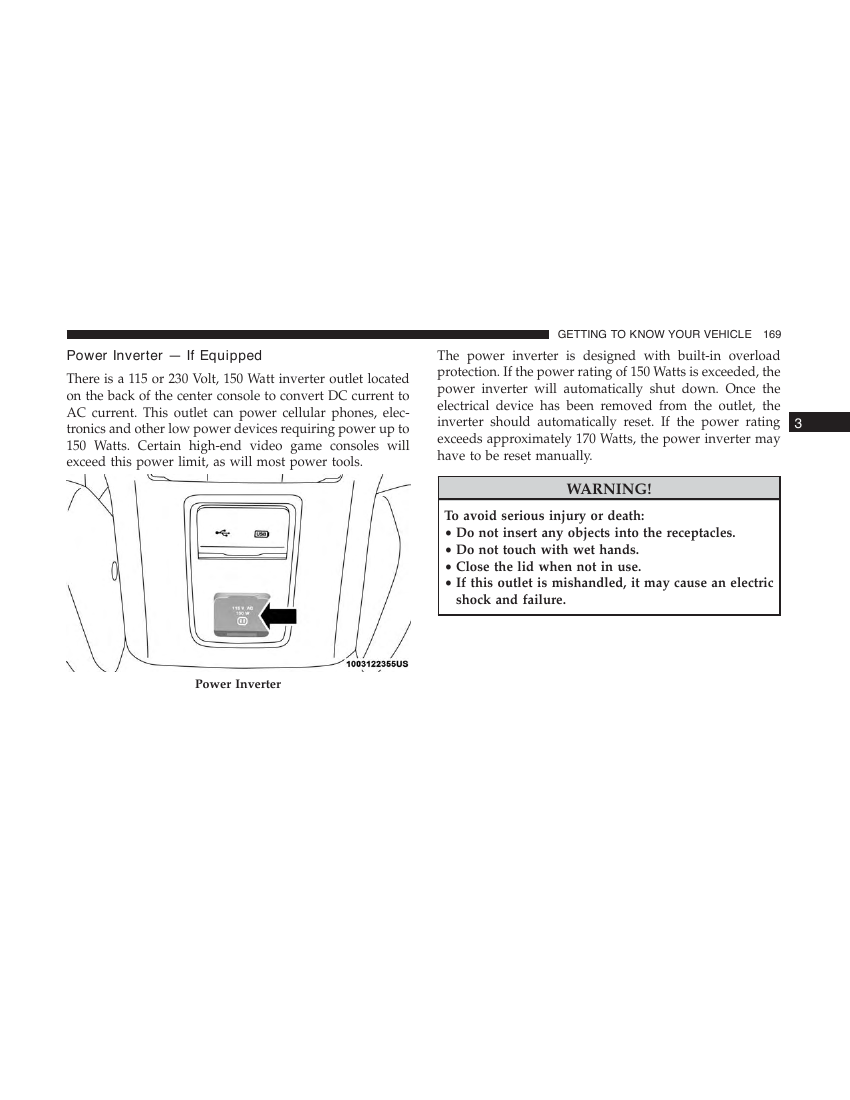 GETTING TO KNOW YOUR VEHICLE 169
Power Inverter — If Equipped
There is a 115 or 230 Volt, 150 Watt inverter outlet located
on the back of the center console to convert DC current to
AC current. This outlet can power cellular phones, elec-
tronics and other low power devices requiring power up to
150 Watts. Certain high-end video game consoles will
exceed this power limit, as will most power tools.
USB
115 V
150 W
1003122355US
Power Inverter
The power inverter is designed with built-in overload
protection. If the power rating of 150 Watts is exceeded, the
power inverter will automatically shut down. Once the
electrical device has been removed from the outlet, the
inverter should automatically reset. If the power rating
exceeds approximately 170 Watts, the power inverter may
have to be reset manually.
WARNING!
To avoid serious injury or death:
• Do not insert any objects into the receptacles.
• Do not touch with wet hands.
• Close the lid when not in use.
• If this outlet is mishandled, it may cause an electric
shock and failure.
3